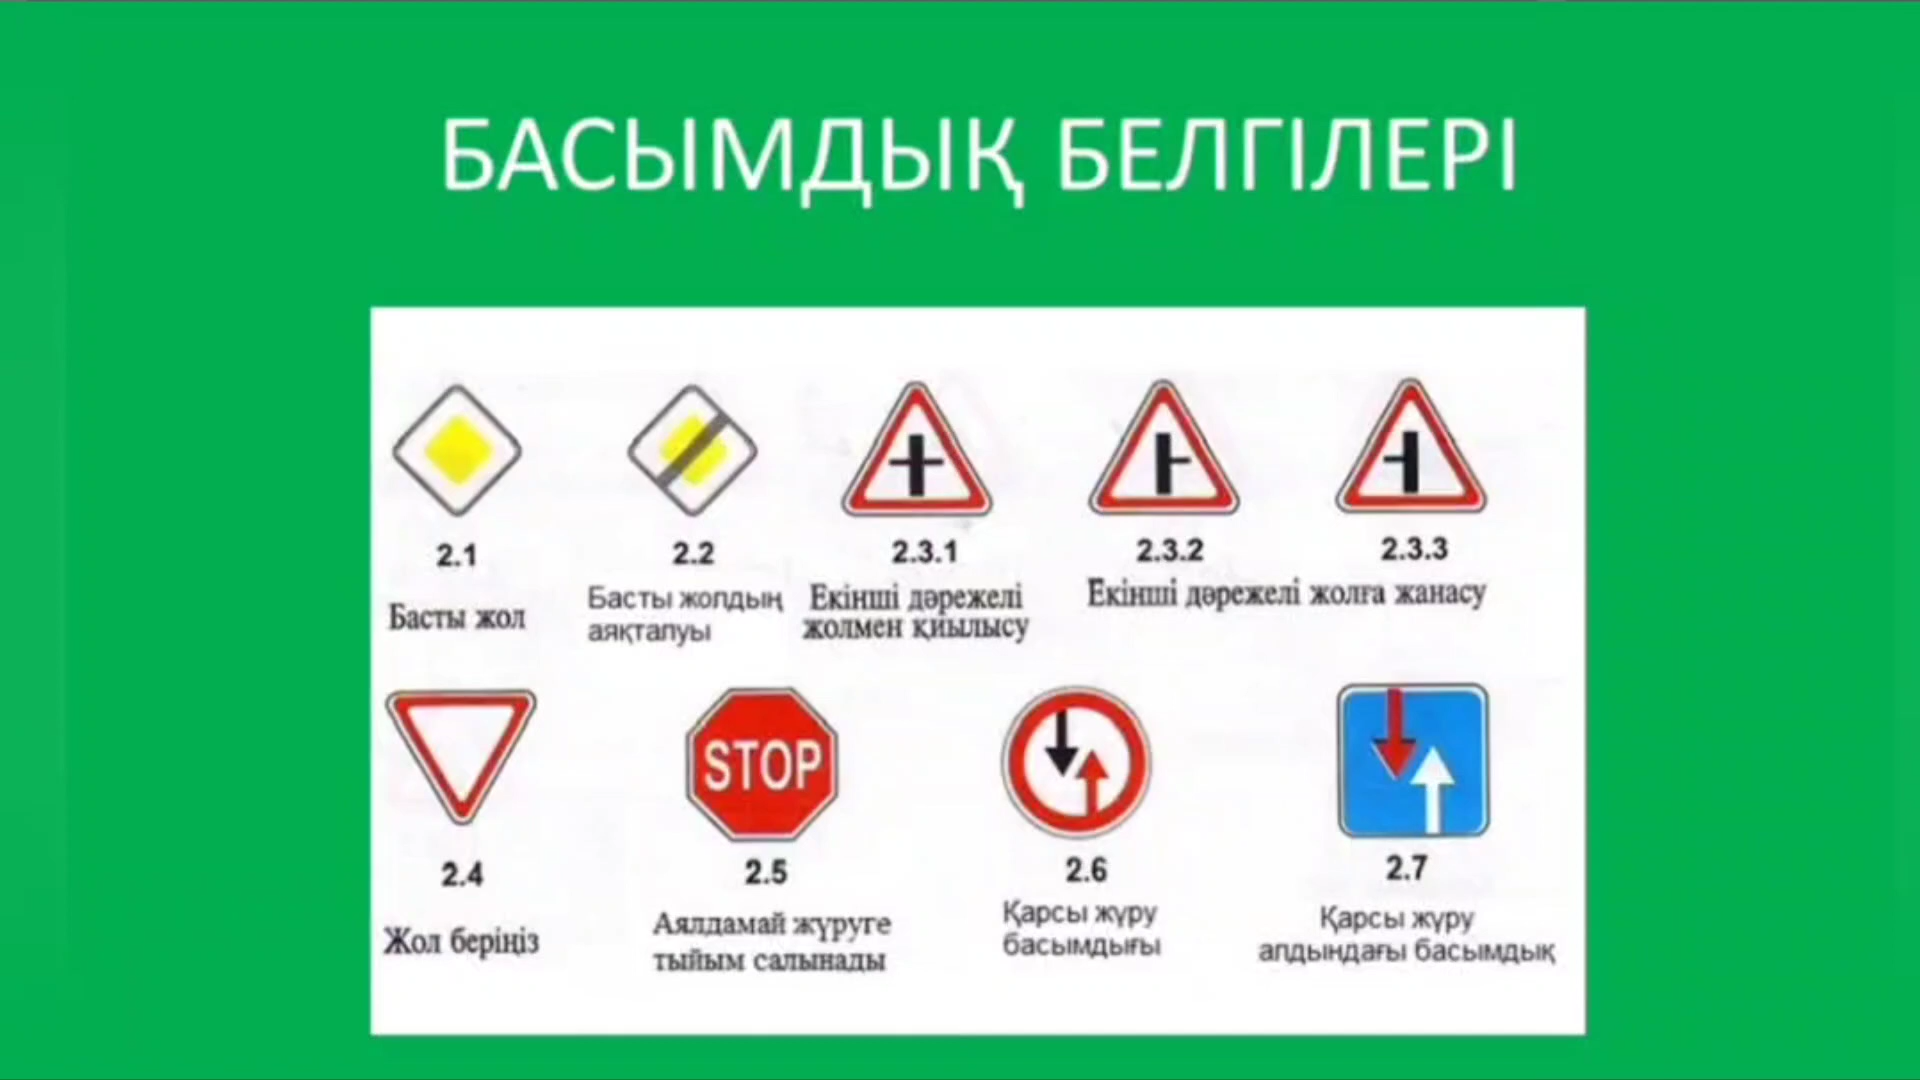 БАСЫМДЫҚ БЕЛГІЛЕРІ
2.1
2.2
2.3.1
2.3.2
2.3.3
Басты жол
Басты жолдың
аяқталуы
Екінші дәрежелі
жолмен қиылысу
Екінші дәрежелі жолға жанасу
STOP
2.4
2.5
2.6
2.7
Жол беріңіз
Аялдамай жүруге
тыйым салынады
Қарсы жүру
басымдығы
Қарсы жүру
алдындағы басымдық